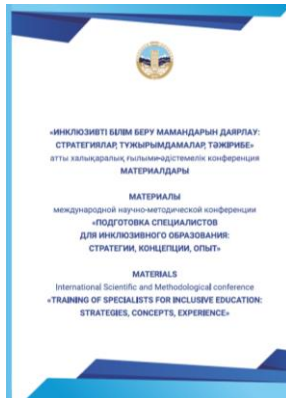 «ИНКЛЮЗИВТІ БІЛІМ БЕРУ МАМАНДАРЫН ДАЯРЛАУ:
СТРАТЕГИЯЛАР, ТҰЖЫРЫМДАМАЛАР, ТӘЖІРИБЕ»
атты халықаралық ғылыми-әдістемелік конференция
МАТЕРИАЛДАРЫ
МАТЕРИАЛЫ
международной научно-методической конференции
«ПОДГОТОВКА СПЕЦИАЛИСТОВ
ДЛЯ ИНКЛЮЗИВНОГО ОБРАЗОВАНИЯ:
СТРАТЕГИИ, КОНЦЕПЦИИ, ОПЫТ»
MATERIALS
International Scientific and Methodological conference
«TRAINING OF SPECIALISTS FOR INCLUSIVE EDUCATION:
STRATEGIES, CONCEPTS, EXPERIENCE»